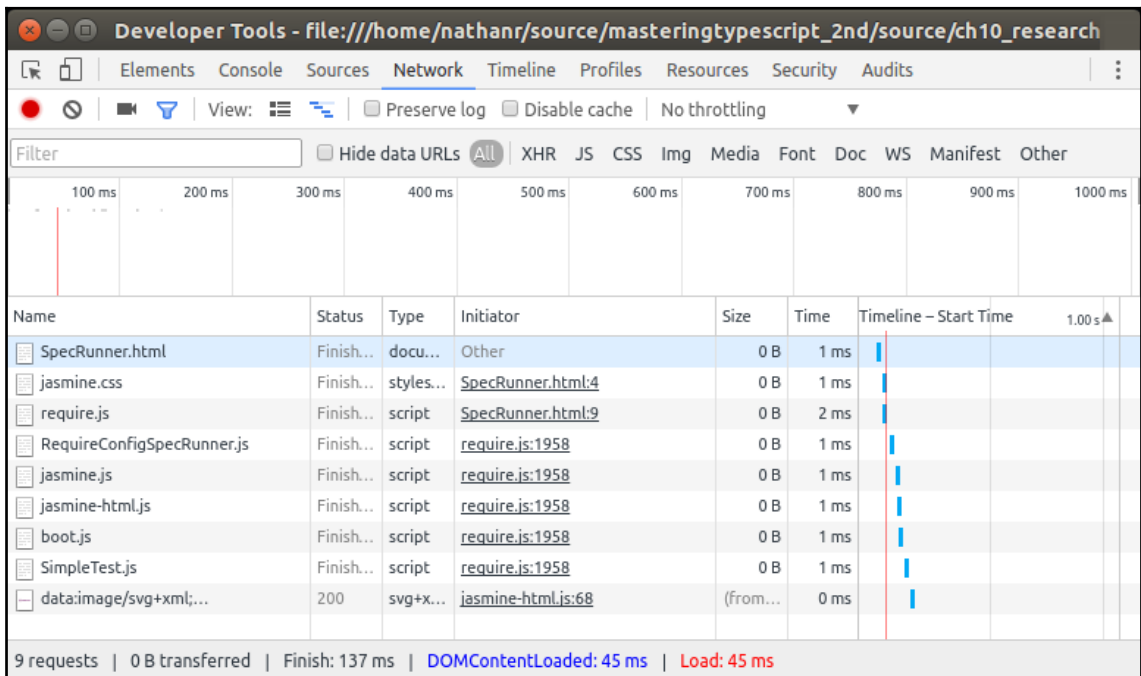 Developer Tools - file:///home/nathanr/source/masteringtypescript_2nd/source/ch10_research
Elements Console Sources Network Timeline Profiles Resources Security Audits
View: Preserve log Disable cache No throttling
Filter Hide data URLs All XHR JS CSS Img Media Font Doc WS Manifest Other
100 ms 200 ms 300 ms 400 ms 500 ms 600 ms 700 ms 800 ms 900 ms 1000 ms
Name Status Type Initiator Size Time Timeline – Start Time 1.00 s
SpecRunner.html Finish... docu... Other 0 B 1 ms
jasmine.css Finish... styles... SpecRunner.html:4 0 B 1 ms
require.js Finish... script SpecRunner.html:9 0 B 2 ms
RequireConfigSpecRunner.js Finish... script require.js:1958 0 B 1 ms
jasmine.js Finish... script require.js:1958 0 B 1 ms
jasmine-html.js Finish... script require.js:1958 0 B 1 ms
boot.js Finish... script require.js:1958 0 B 1 ms
SimpleTest.js Finish... script require.js:1958 0 B 1 ms
data:image/svg+xml;... 200 svg+x... jasmine-html.js:68 (from... 0 ms
9 requests | 0 B transferred | Finish: 137 ms | DOMContentLoaded: 45 ms | Load: 45 ms